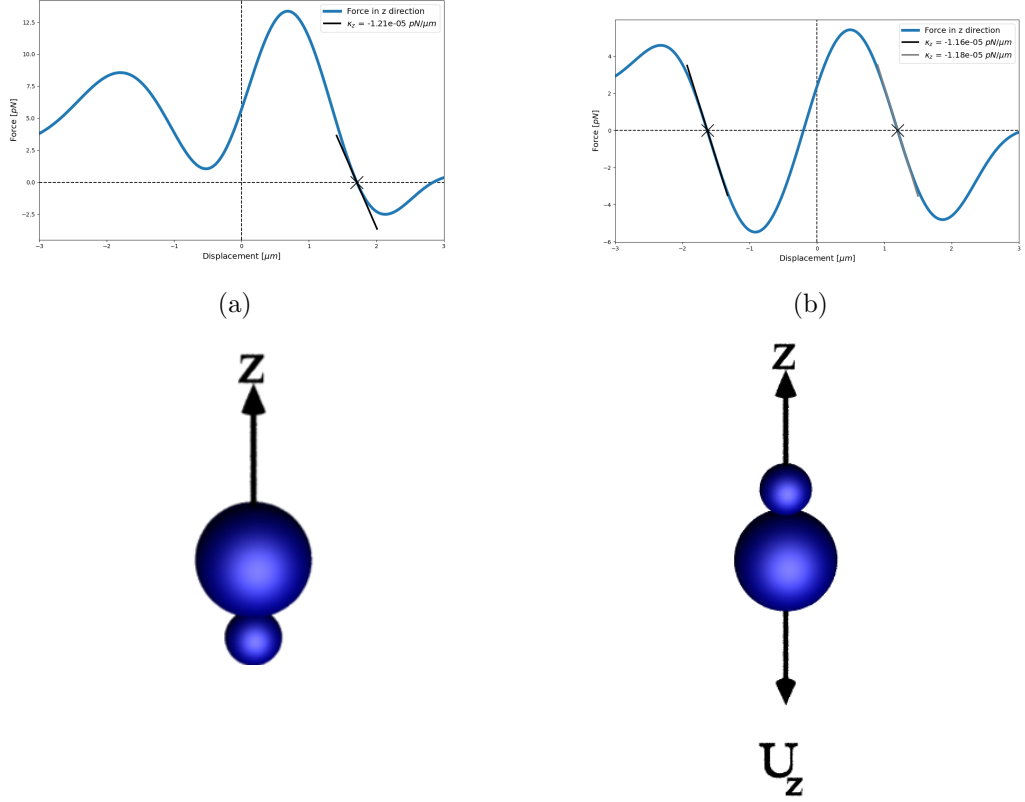 Force in z direction
κz = -1.21e-05 pN/μm
12.5
10.0
7.5
5.0
2.5
0.0
−2.5
Force [pN]
−3 −2 −1 0 1 2 3
Displacement [μm]
(a)
Force in z direction
κz = -1.16e-05 pN/μm
κz = -1.18e-05 pN/μm
4
2
0
−2
−4
−6
Force [pN]
−3 −2 −1 0 1 2 3
Displacement [μm]
(b)
z
z
Uz